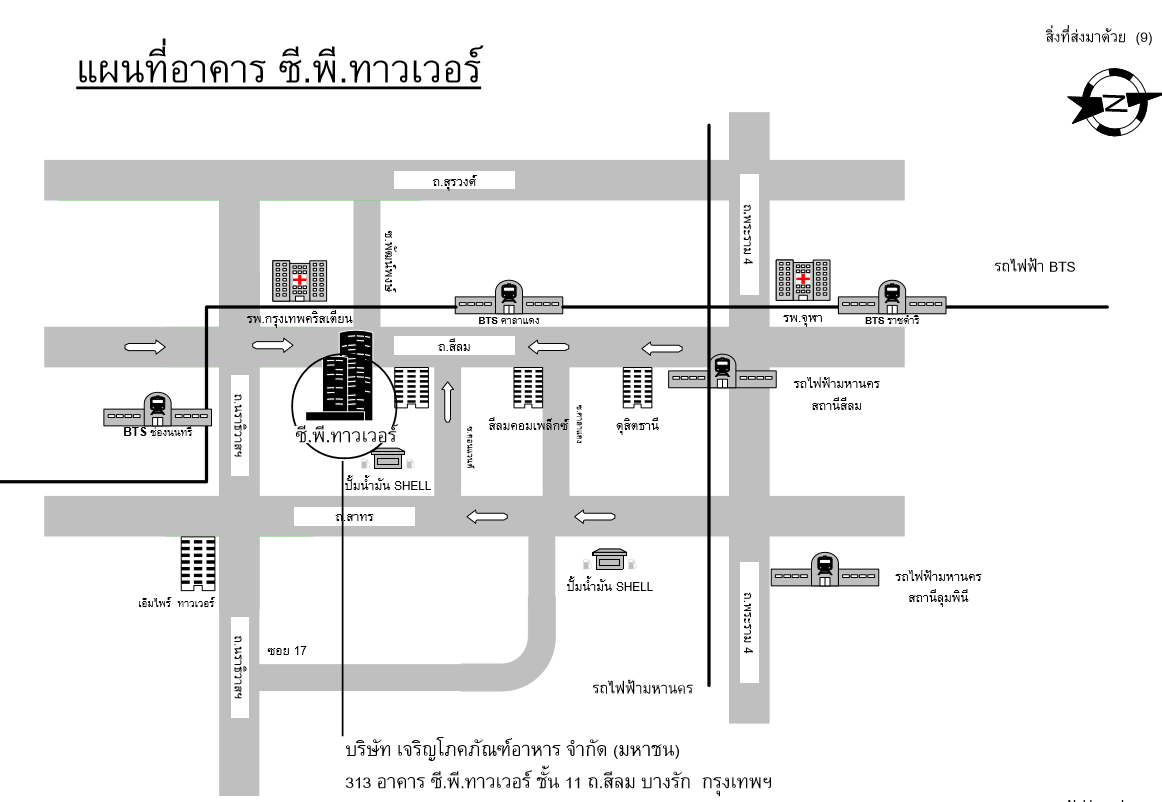 สิ่งที่ส่งมาด้วย (9)
แผนที่อาคาร ซี.พี.ทาวเวอร์
N
ถ.สุรวงศ์
ถ.พระราม 4
ซ.พัฒน์พงษ์
รถไฟฟ้า BTS
รพ.กรุงเทพคริสเตียน
BTS ศาลาแดง
รพ.จุฬา
BTS ราชดำริ
ถ.สีลม
รถไฟฟ้ามหานคร
สถานีสีลม
ถ.นราธิวาสฯ
BTS ช่องนนทรี
ซี.พี.ทาวเวอร์
สีลมคอมเพล็กซ์
ซ.ศาลาแดง
ดุสิตธานี
ซ.คอนแวนต์
ปั้มน้ำมัน SHELL
ถ.สาทร
ปั้มน้ำมัน SHELL
รถไฟฟ้ามหานคร
สถานีลุมพินี
เอ็มไพร์ ทาวเวอร์
ถ.นราธิวาสฯ
ซอย 17
ถ.พระราม 4
รถไฟฟ้ามหานคร
บริษัท เจริญโภคภัณฑ์อาหาร จำกัด (มหาชน)
313 อาคาร ซี.พี.ทาวเวอร์ ชั้น 11 ถ.สีลม บางรัก กรุงเทพฯ